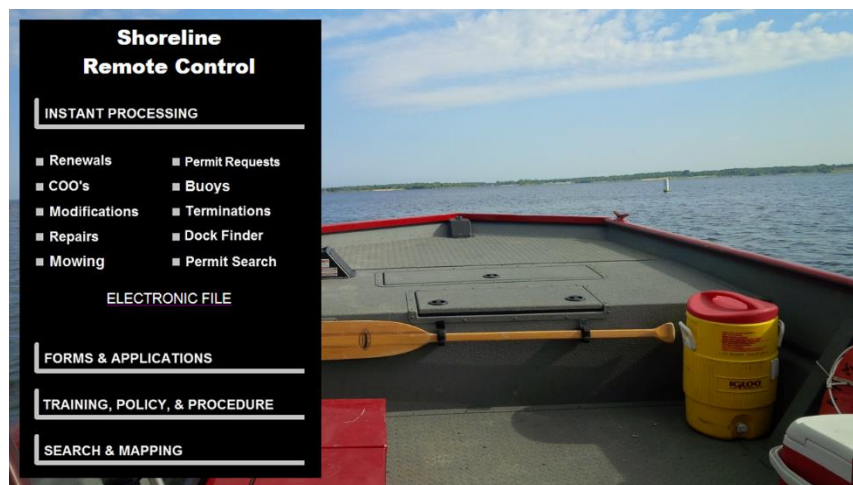 Shoreline
Remote Control
INSTANT PROCESSING
Renewals
COO's
Modifications
Repairs
Mowing
Permit Requests
Buoys
Terminations
Dock Finder
Permit Search
ELECTRONIC FILE
FORMS & APPLICATIONS
TRAINING, POLICY, & PROCEDURE
SEARCH & MAPPING
IGLOO